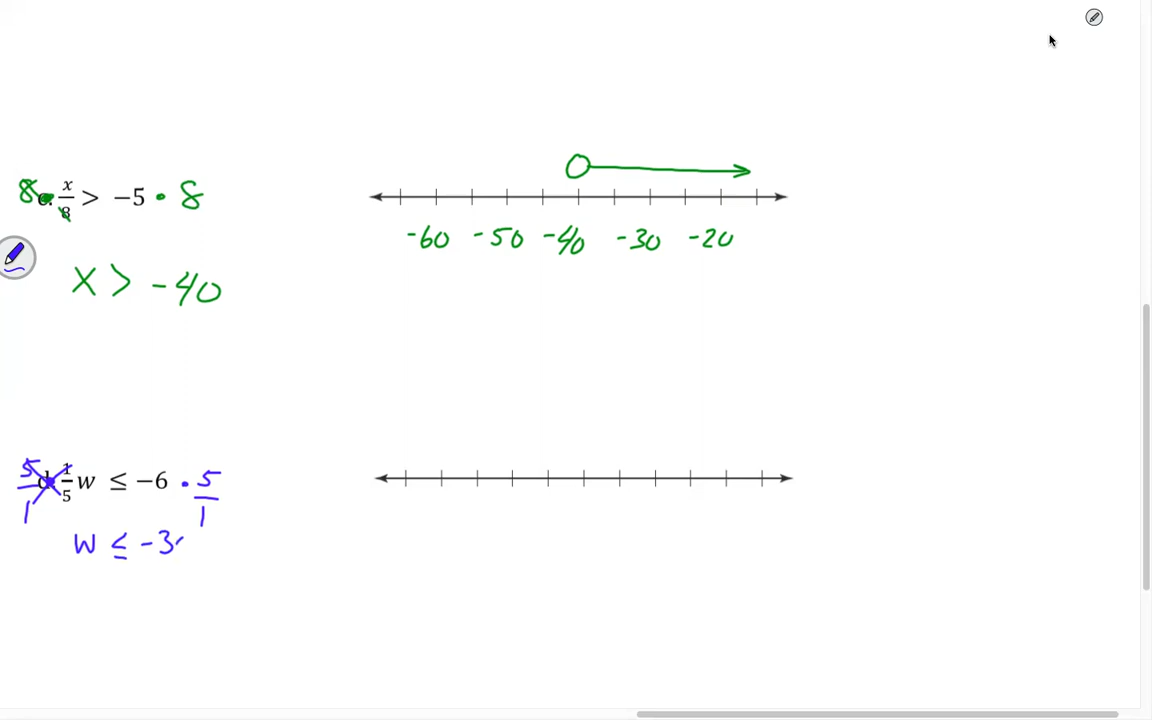 8 · c. x/8 > −5 · 8
-60 -50 -40 -30 -20
x > -40
5/1 · d. 1/5 w ≤ −6 · 5/1
w ≤ -3